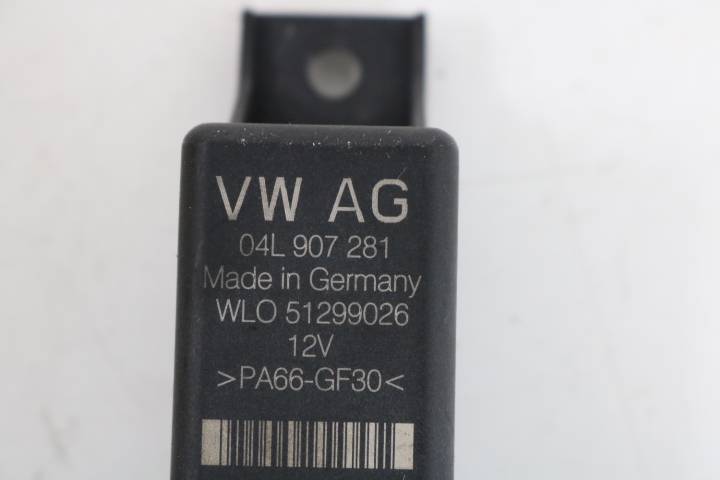 VW AG
04L 907 281
Made in Germany
WLO 51299026
12V
>PA66-GF30<